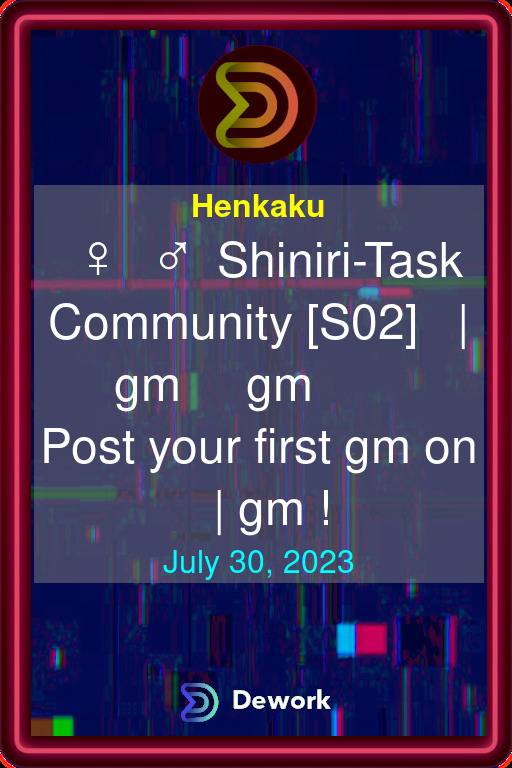 Henkaku
♀ ♂ Shiniri-Task
Community [S02] |
gm gm
Post your first gm on
| gm !
July 30, 2023
Dework